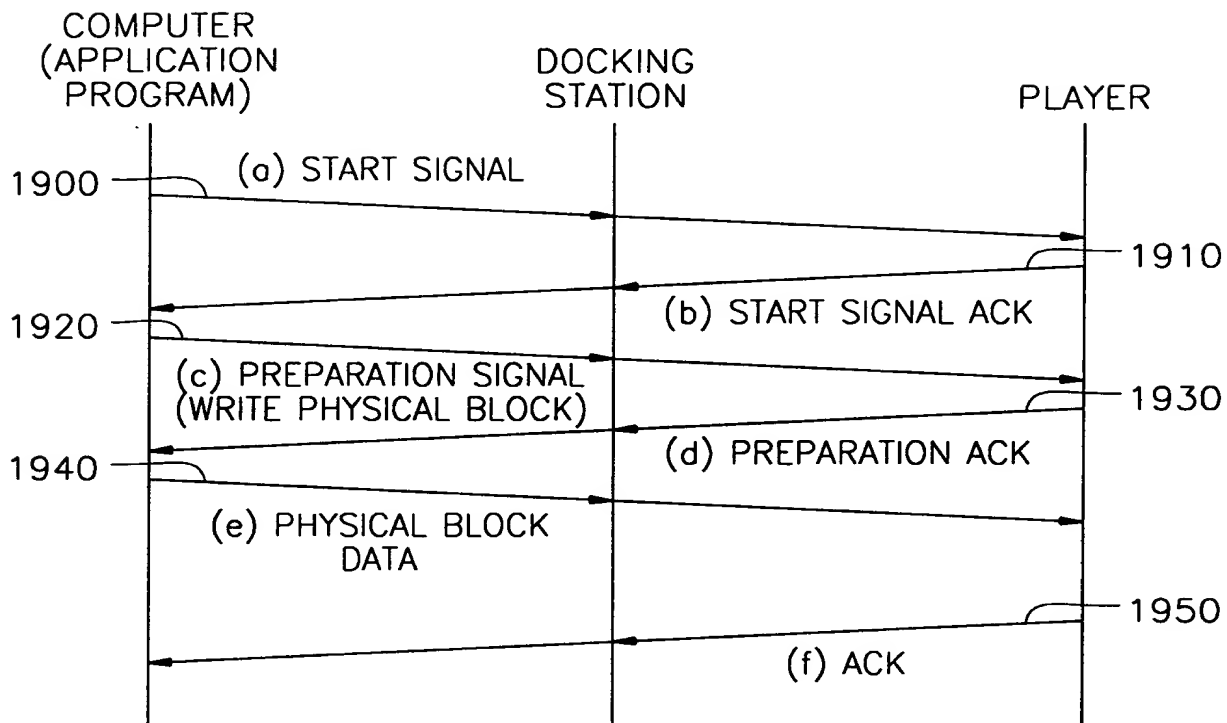 COMPUTER
(APPLICATION
PROGRAM)
DOCKING
STATION
PLAYER
1900
(a) START SIGNAL
1910
(b) START SIGNAL ACK
1920
(c) PREPARATION SIGNAL
(WRITE PHYSICAL BLOCK)
1930
(d) PREPARATION ACK
1940
(e) PHYSICAL BLOCK
DATA
1950
(f) ACK